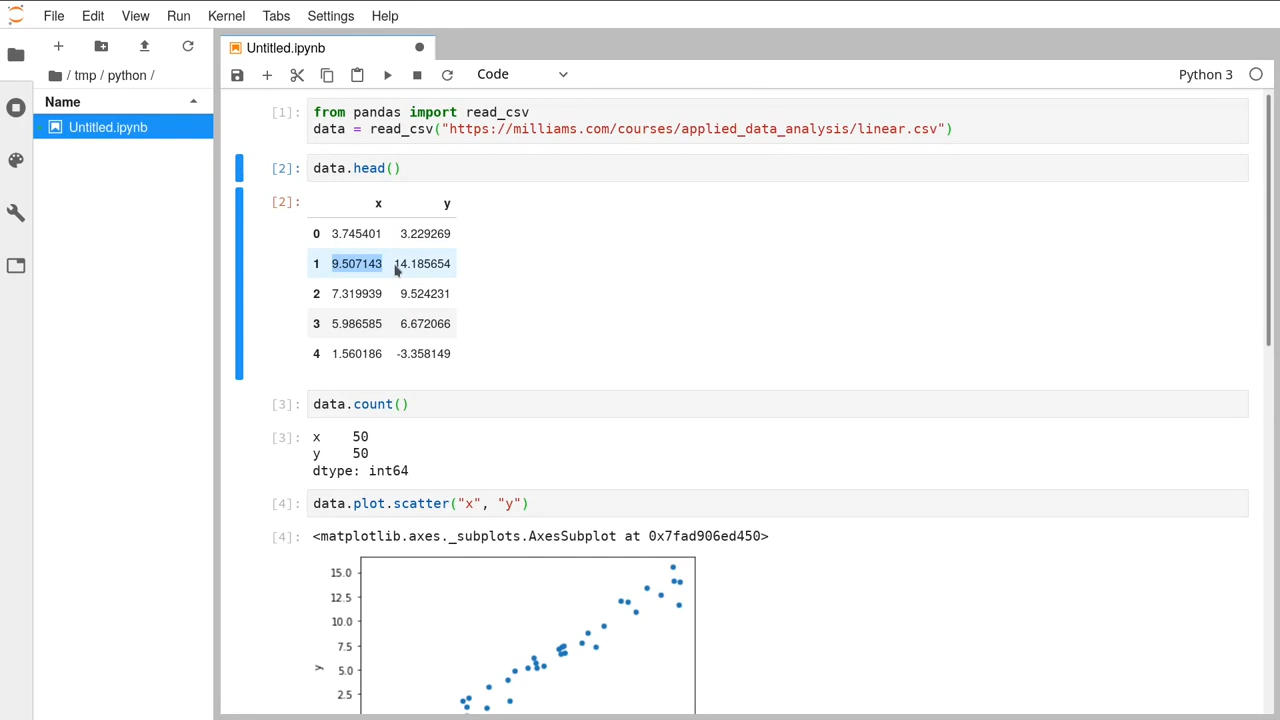 File Edit View Run Kernel Tabs Settings Help
Untitled.ipynb
/ tmp / python /
Code
Python 3
Name
Untitled.ipynb
[1]: from pandas import read_csv
data = read_csv("https://milliams.com/courses/applied_data_analysis/linear.csv")
[2]: data.head()
[2]: x y
0 3.745401 3.229269
1 9.507143 14.185654
2 7.319939 9.524231
3 5.986585 6.672066
4 1.560186 -3.358149
[3]: data.count()
[3]: x 50
y 50
dtype: int64
[4]: data.plot.scatter("x", "y")
[4]: <matplotlib.axes._subplots.AxesSubplot at 0x7fad906ed450>
15.0
12.5
10.0
7.5
5.0
2.5
y